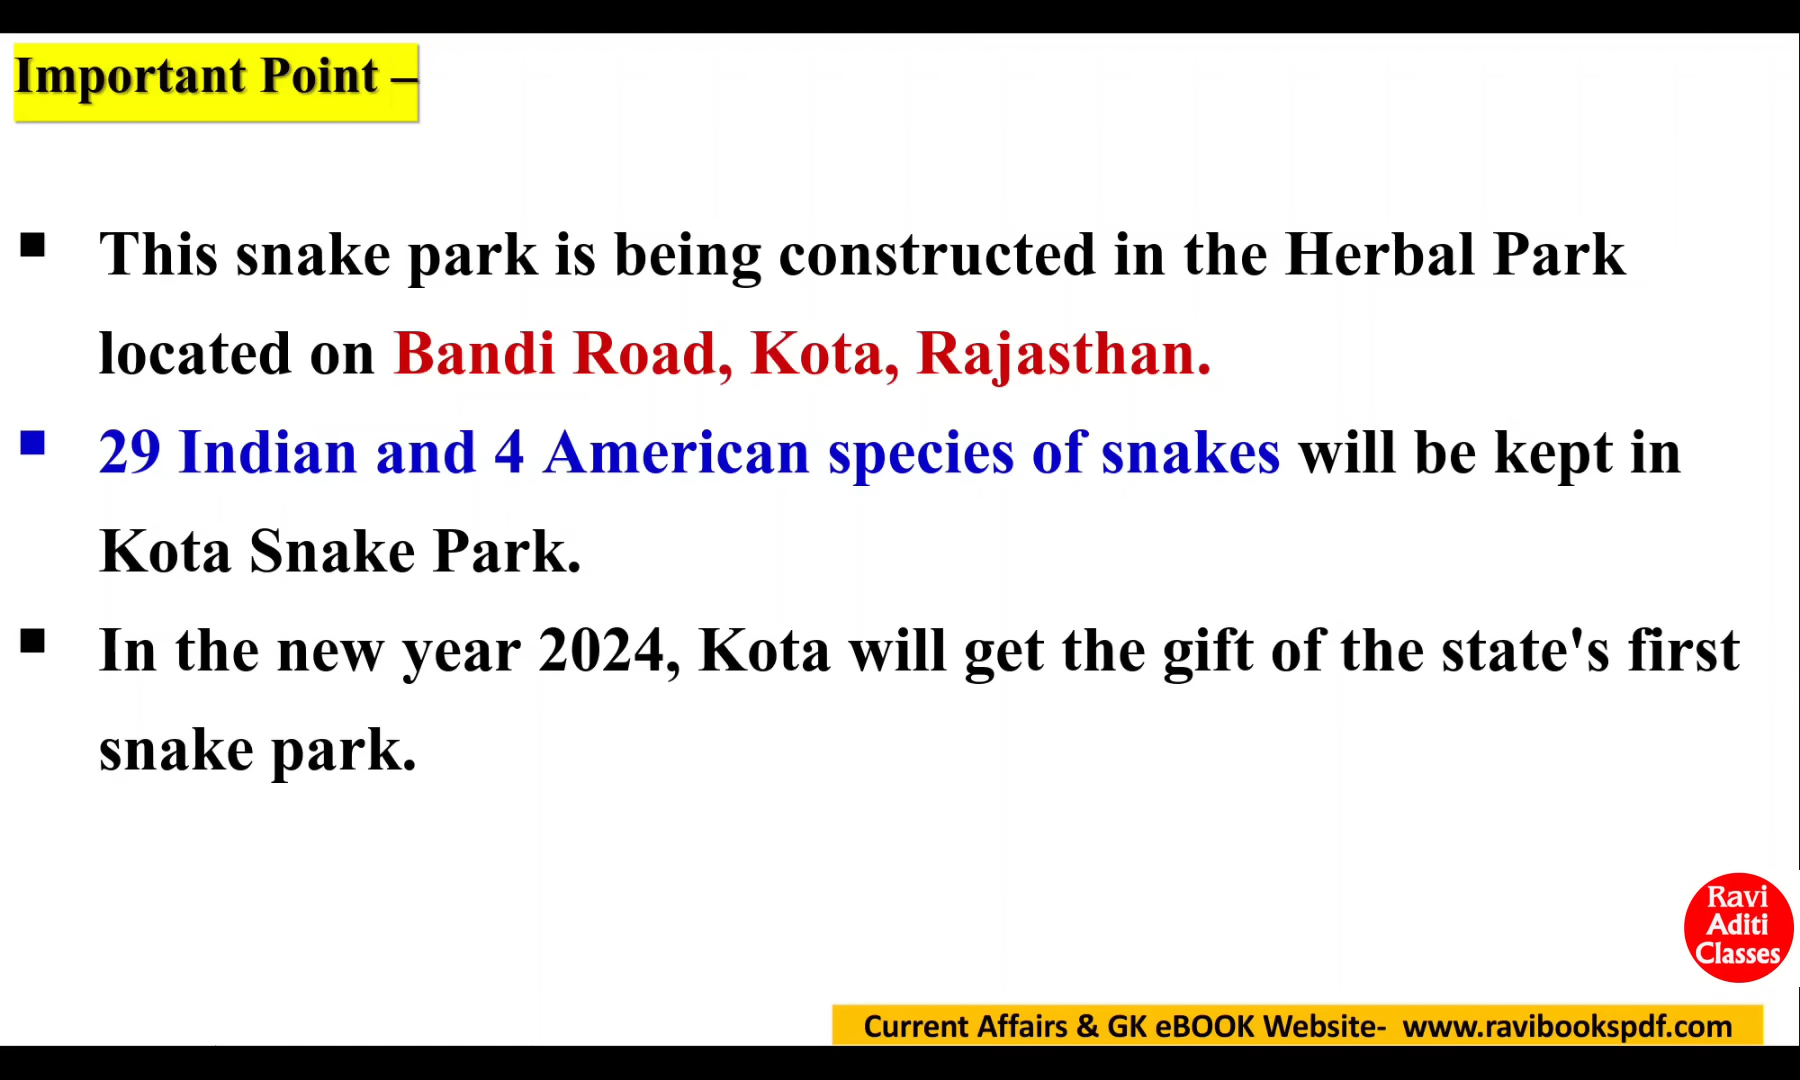 Important Point –
▪ This snake park is being constructed in the Herbal Park
located on Bandi Road, Kota, Rajasthan.
▪ 29 Indian and 4 American species of snakes will be kept in
Kota Snake Park.
▪ In the new year 2024, Kota will get the gift of the state's first
snake park.
Ravi
Aditi
Classes
Current Affairs & GK eBOOK Website- www.ravibookspdf.com